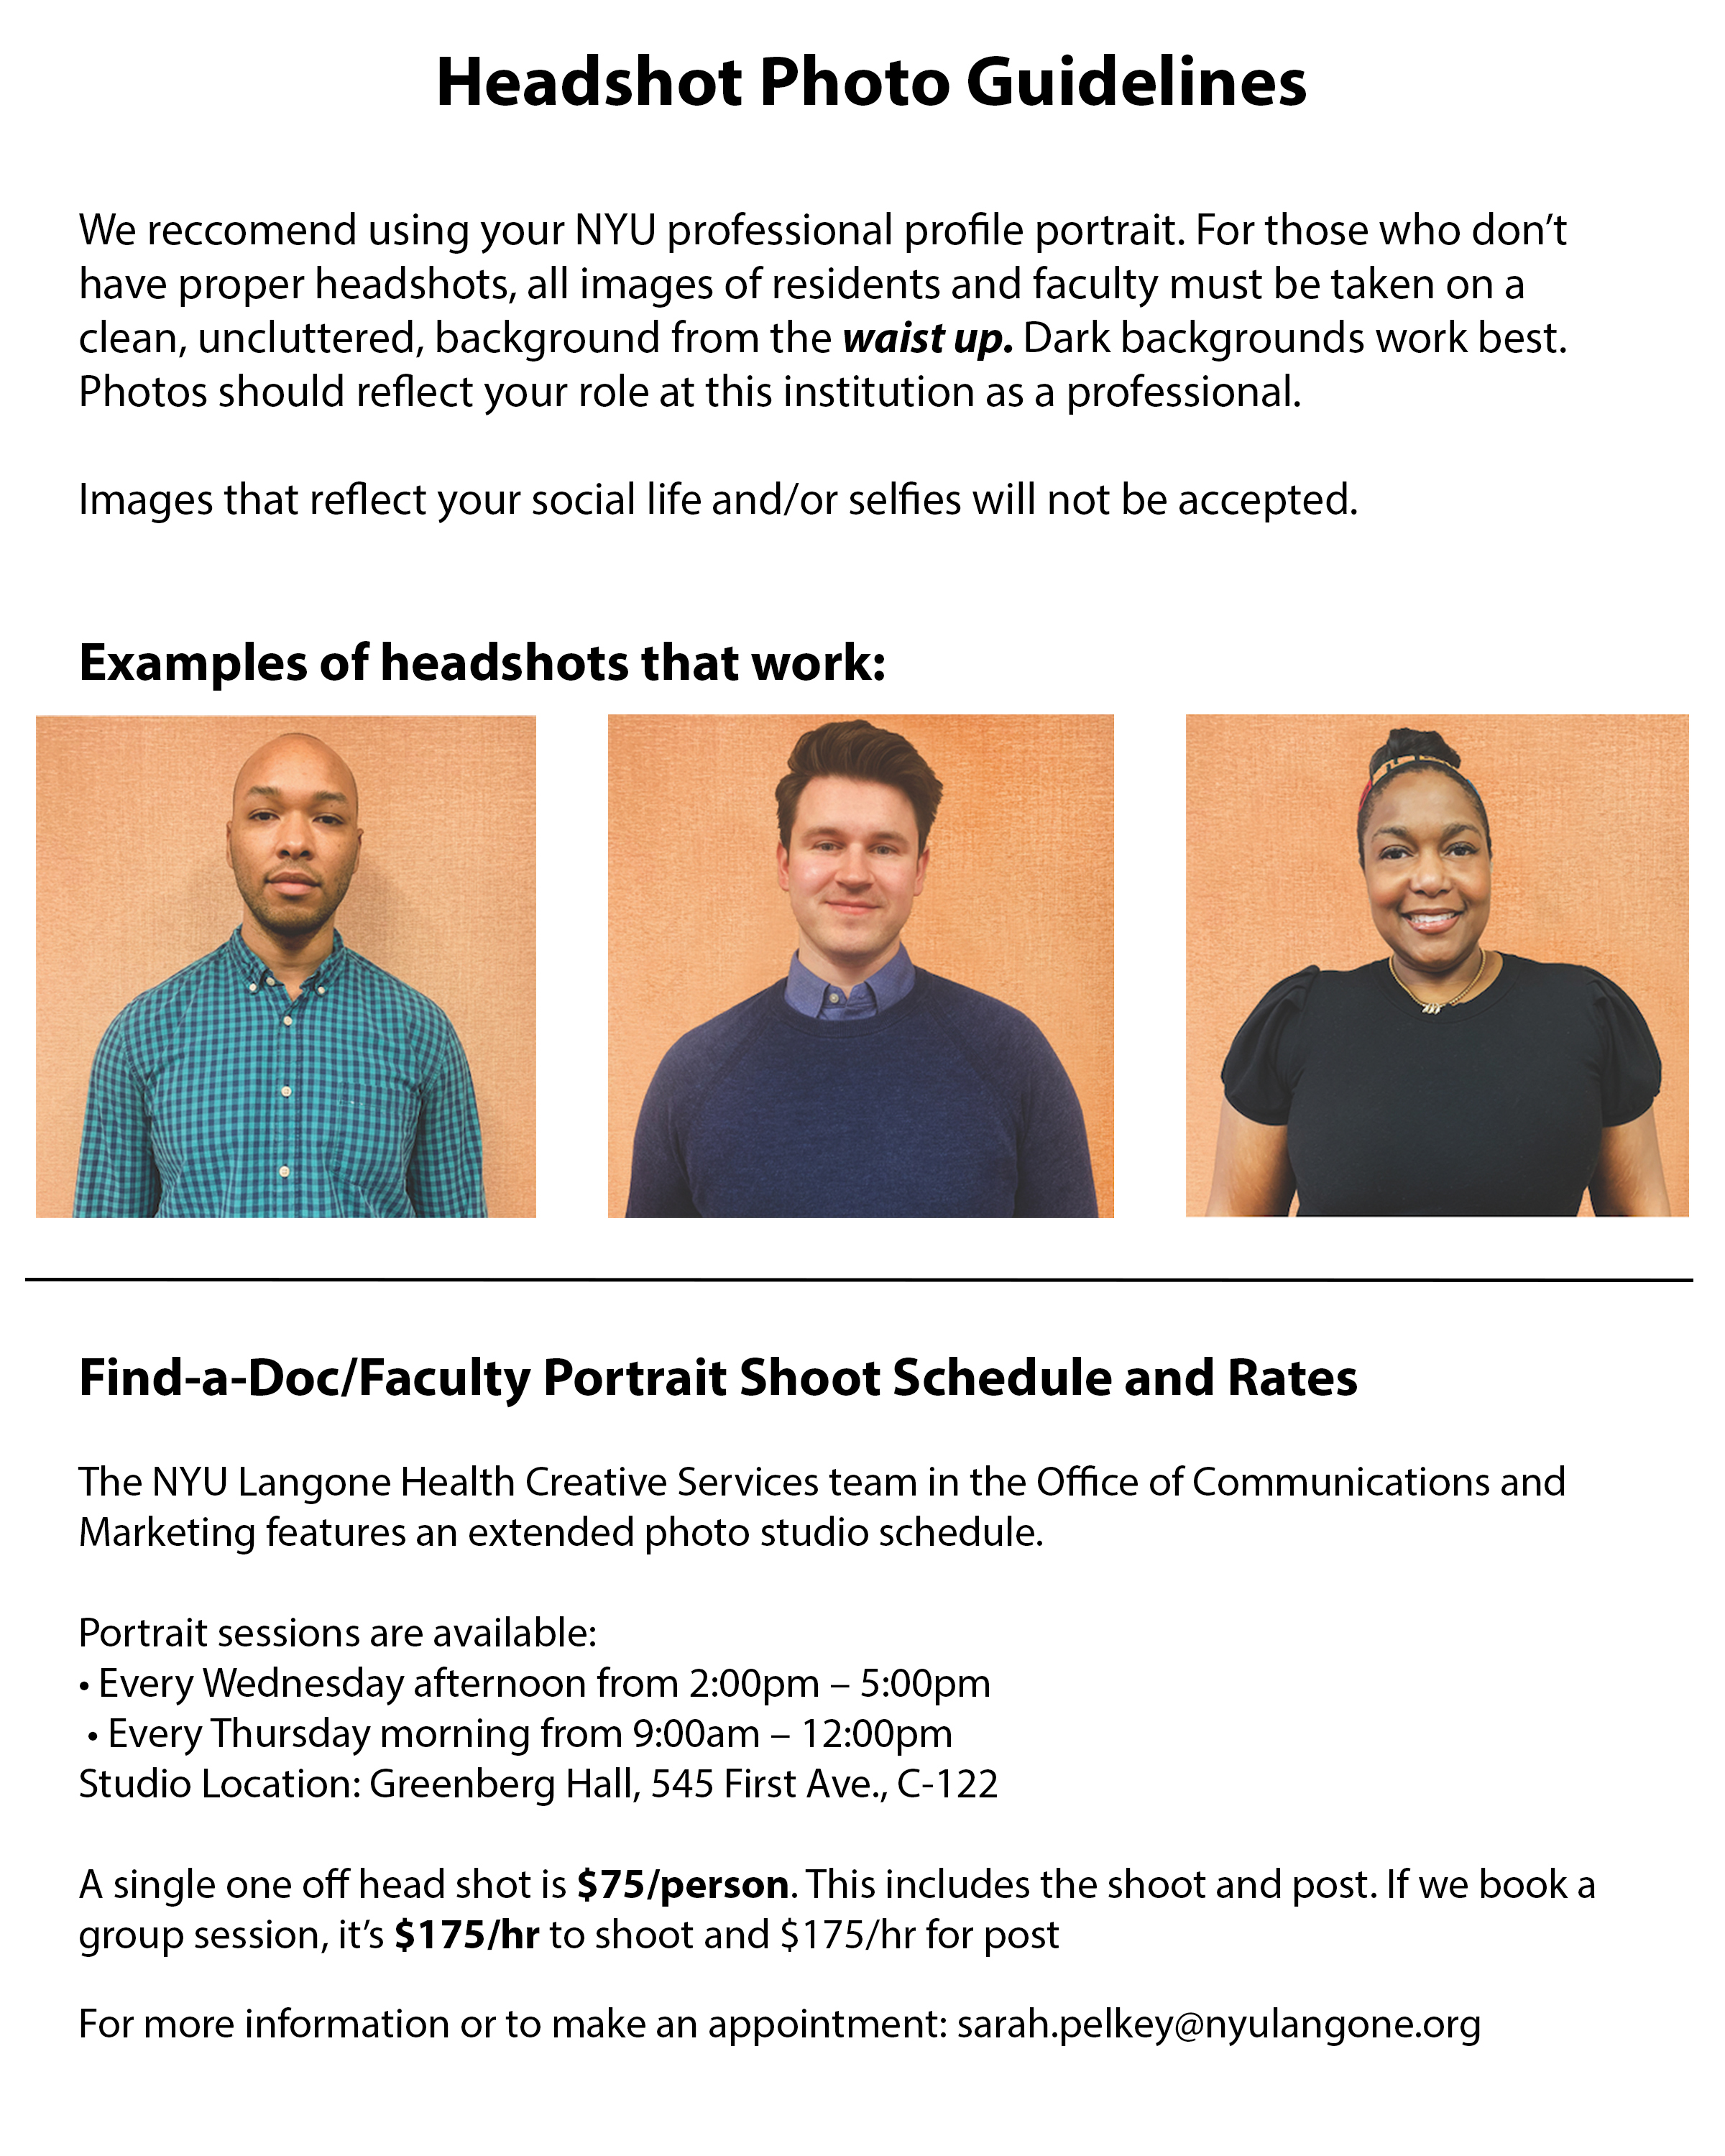 Headshot Photo Guidelines
We reccomend using your NYU professional profile portrait. For those who don’t
have proper headshots, all images of residents and faculty must be taken on a
clean, uncluttered, background from the waist up. Dark backgrounds work best.
Photos should reflect your role at this institution as a professional.
Images that reflect your social life and/or selfies will not be accepted.
Examples of headshots that work:
Find-a-Doc/Faculty Portrait Shoot Schedule and Rates
The NYU Langone Health Creative Services team in the Office of Communications and
Marketing features an extended photo studio schedule.
Portrait sessions are available:
• Every Wednesday afternoon from 2:00pm – 5:00pm
• Every Thursday morning from 9:00am – 12:00pm
Studio Location: Greenberg Hall, 545 First Ave., C-122
A single one off head shot is $75/person. This includes the shoot and post. If we book a
group session, it’s $175/hr to shoot and $175/hr for post
For more information or to make an appointment: sarah.pelkey@nyulangone.org